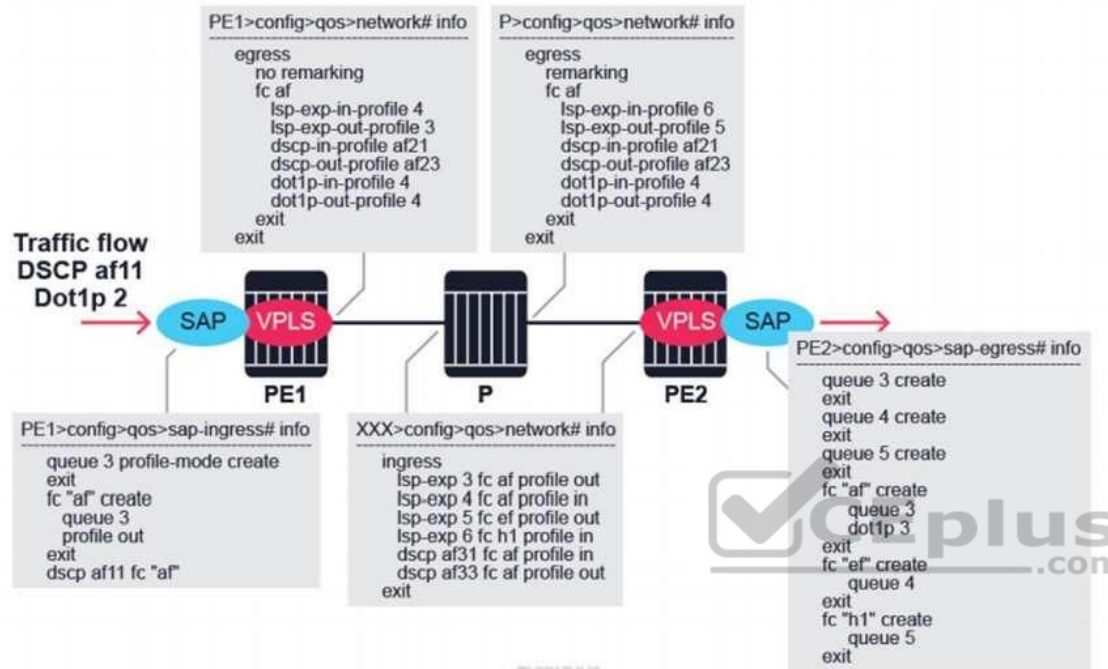 PE1>config>qos>network# info
egress
no remarking
fc af
lsp-exp-in-profile 4
lsp-exp-out-profile 3
dscp-in-profile af21
dscp-out-profile af23
dot1p-in-profile 4
dot1p-out-profile 4
exit
exit
P>config>qos>network# info
egress
remarking
fc af
lsp-exp-in-profile 6
lsp-exp-out-profile 5
dscp-in-profile af21
dscp-out-profile af23
dot1p-in-profile 4
dot1p-out-profile 4
exit
exit
Traffic flow
DSCP af11
Dot1p 2
SAP
VPLS
PE1
P
VPLS
SAP
PE2
PE1>config>qos>sap-ingress# info
queue 3 profile-mode create
exit
fc "af" create
queue 3
profile out
exit
dscp af11 fc "af"
XXX>config>qos>network# info
ingress
lsp-exp 3 fc af profile out
lsp-exp 4 fc af profile in
lsp-exp 5 fc ef profile out
lsp-exp 6 fc h1 profile in
dscp af31 fc af profile in
dscp af33 fc af profile out
exit
PE2>config>qos>sap-egress# info
queue 3 create
exit
queue 4 create
exit
queue 5 create
exit
fc "af" create
queue 3
dot1p 3
exit
fc "ef" create
queue 4
exit
fc "h1" create
queue 5
exit
CEplus
.com